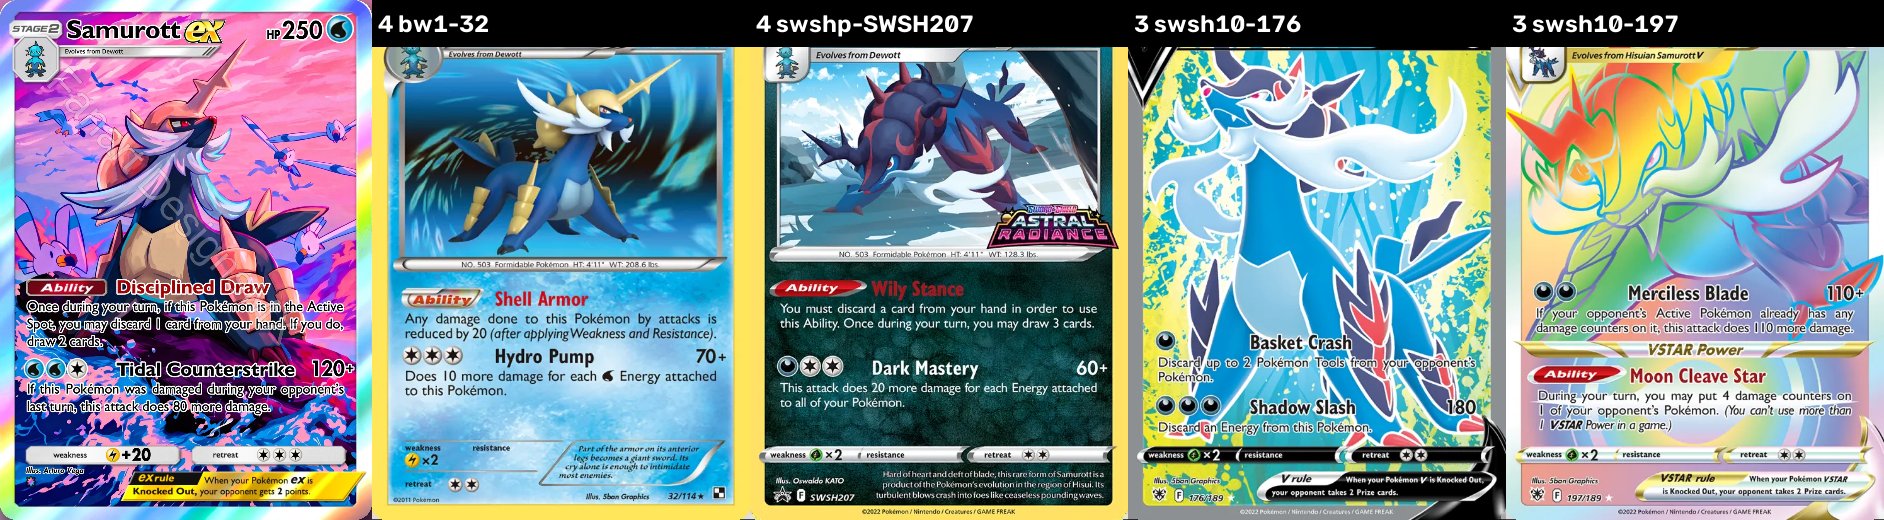 STAGE 2 Samurott ex HP 250
Evolves from Dewott
Trait Design
Ability Disciplined Draw
Once during your turn, if this Pokémon is in the Active
Spot, you may discard 1 card from your hand. If you do,
draw 2 cards.
Tidal Counterstrike 120+
If this Pokémon was damaged during your opponent's
last turn, this attack does 80 more damage.
weakness +20 retreat
Illus. Arturo Vega
ex rule When your Pokémon ex is
Knocked Out, your opponent gets 2 points.
4 bw1-32
Evolves from Dewott
NO. 503 Formidable Pokémon HT: 4'11" WT: 208.6 lbs.
Ability Shell Armor
Any damage done to this Pokémon by attacks is
reduced by 20 (after applying Weakness and Resistance).
Hydro Pump 70+
Does 10 more damage for each Energy attached
to this Pokémon.
weakness resistance
×2
retreat
Part of the armor on its anterior
legs becomes a giant sword. Its
cry alone is enough to intimidate
most enemies.
©2011 Pokémon
Illus. 5ban Graphics 32/114 ★
4 swshp-SWSH207
Evolves from Dewott
ASTRAL
RADIANCE
NO. 503 Formidable Pokémon HT: 4'11" WT: 128.3 lbs.
Ability Wily Stance
You must discard a card from your hand in order to use
this Ability. Once during your turn, you may draw 3 cards.
Dark Mastery 60+
This attack does 20 more damage for each Energy attached
to all of your Pokémon.
weakness ×2 resistance retreat
Illus. Oswaldo KATO
F SWSH207
Hard of heart and deft of blade, this rare form of Samurott is a
product of the Pokémon's evolution in the region of Hisui. Its
turbulent blows crash into foes like ceaseless pounding waves.
©2022 Pokémon / Nintendo / Creatures / GAME FREAK
3 swsh10-176
Basket Crash
Discard up to 2 Pokémon Tools from your opponent's
Pokémon.
Shadow Slash 180
Discard an Energy from this Pokémon.
weakness ×2 resistance retreat
Illus. 5ban Graphics
F 176/189
V rule When your Pokémon V is Knocked Out,
your opponent takes 2 Prize cards.
©2022 Pokémon / Nintendo / Creatures / GAME FREAK
3 swsh10-197
Evolves from Hisuian Samurott V
Merciless Blade 110+
If your opponent's Active Pokémon already has any
damage counters on it, this attack does 110 more damage.
VSTAR Power
Ability Moon Cleave Star
During your turn, you may put 4 damage counters on
1 of your opponent's Pokémon. (You can't use more than
1 VSTAR Power in a game.)
weakness ×2 resistance retreat
Illus. 5ban Graphics
F 197/189 ★
VSTAR rule When your Pokémon VSTAR
is Knocked Out, your opponent takes 2 Prize cards.
©2022 Pokémon / Nintendo / Creatures / GAME FREAK